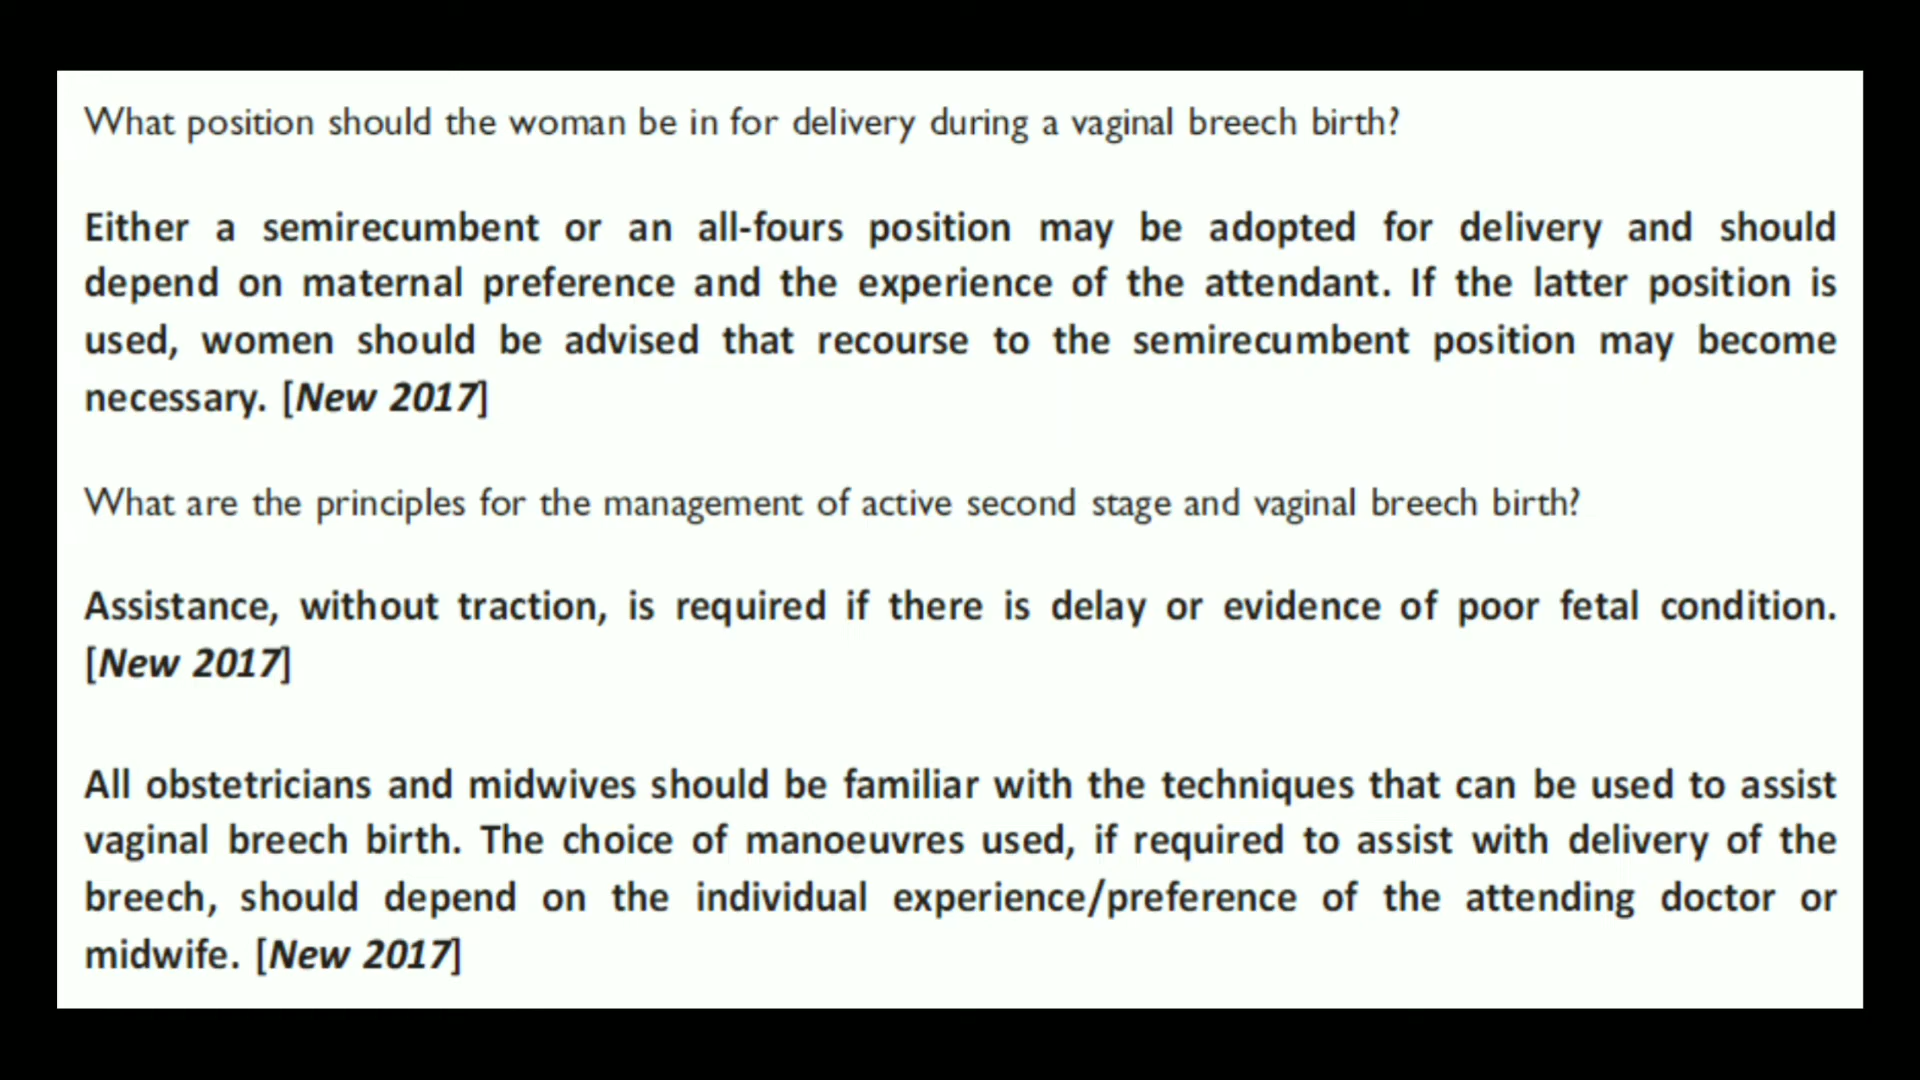 What position should the woman be in for delivery during a vaginal breech birth?
Either a semirecumbent or an all-fours position may be adopted for delivery and should
depend on maternal preference and the experience of the attendant. If the latter position is
used, women should be advised that recourse to the semirecumbent position may become
necessary. [New 2017]
What are the principles for the management of active second stage and vaginal breech birth?
Assistance, without traction, is required if there is delay or evidence of poor fetal condition.
[New 2017]
All obstetricians and midwives should be familiar with the techniques that can be used to assist
vaginal breech birth. The choice of manoeuvres used, if required to assist with delivery of the
breech, should depend on the individual experience/preference of the attending doctor or
midwife. [New 2017]